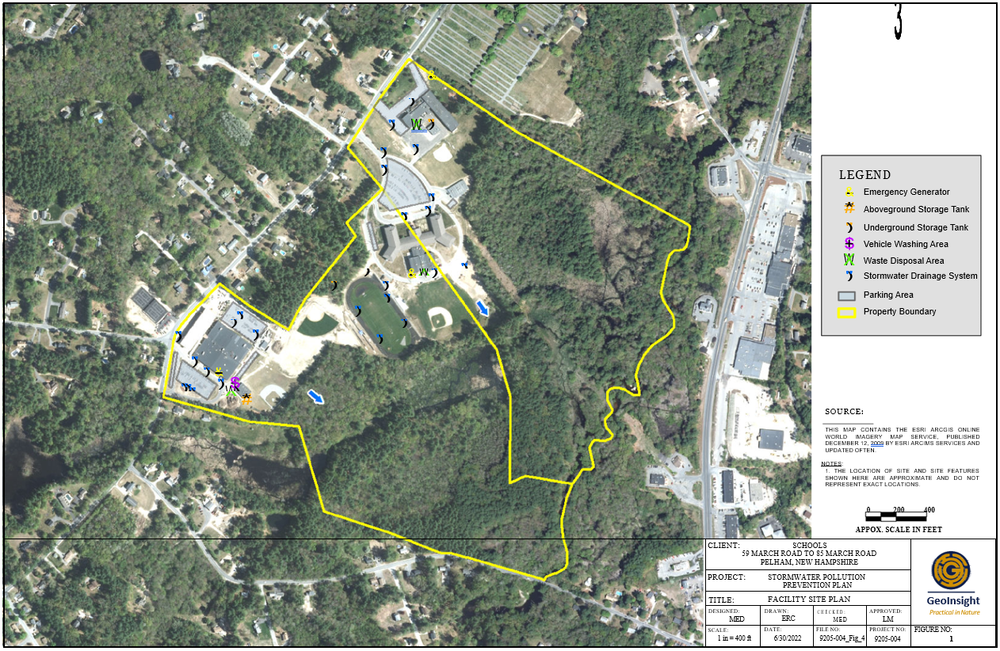 3
LEGEND
Emergency Generator
Aboveground Storage Tank
Underground Storage Tank
Vehicle Washing Area
Waste Disposal Area
Stormwater Drainage System
Parking Area
Property Boundary
SOURCE:
THIS MAP CONTAINS THE ESRI ARCGIS ONLINE
WORLD IMAGERY MAP SERVICE, PUBLISHED
DECEMBER 12, 2009 BY ESRI ARCIMS SERVICES AND
UPDATED OFTEN.
NOTES:
1. THE LOCATION OF SITE AND SITE FEATURES
SHOWN HERE ARE APPROXIMATE AND DO NOT
REPRESENT EXACT LOCATIONS.
0 200 400
APPOX. SCALE IN FEET
CLIENT: SCHOOLS
59 MARCH ROAD TO 85 MARCH ROAD
PELHAM, NEW HAMPSHIRE
PROJECT: STORMWATER POLLUTION
PREVENTION PLAN
TITLE: FACILITY SITE PLAN
DESIGNED: DRAWN: CHECKED: APPROVED:
MED ERC MED LM
SCALE: DATE: FILE NO: PROJECT NO: FIGURE NO:
1 in = 400 ft 6/30/2022 9205-004_Fig_4 9205-004 1
GeoInsight
Practical in Nature